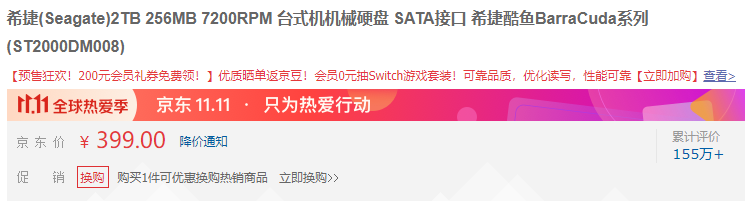 希捷(Seagate)2TB 256MB 7200RPM 台式机机械硬盘 SATA接口 希捷酷鱼BarraCuda系列
(ST2000DM008)
【预售狂欢！200元会员礼券免费领！】优质晒单返京豆！会员0元抽Switch游戏套装！可靠品质，优化读写，性能可靠【立即加购】查看>
11.11 全球热爱季 京东 11.11 · 只为热爱行动
京东价 ¥ 399.00 降价通知 累计评价
155万+
促销 换购 购买1件可优惠换购热销商品 立即换购>>